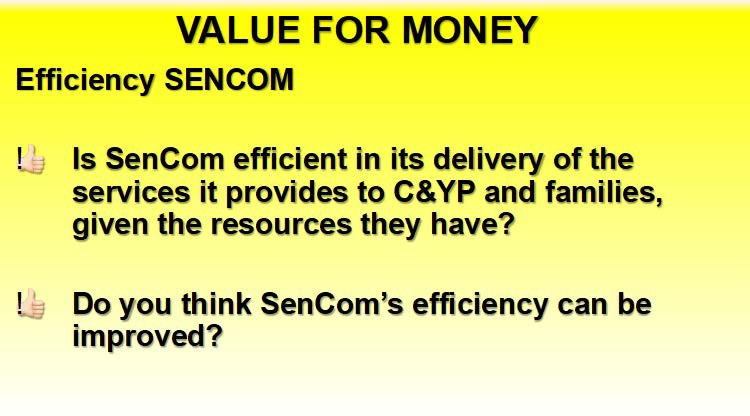 VALUE FOR MONEY
Efficiency SENCOM
!👍🏻 Is SenCom efficient in its delivery of the
services it provides to C&YP and families,
given the resources they have?
!👍🏻 Do you think SenCom’s efficiency can be
improved?